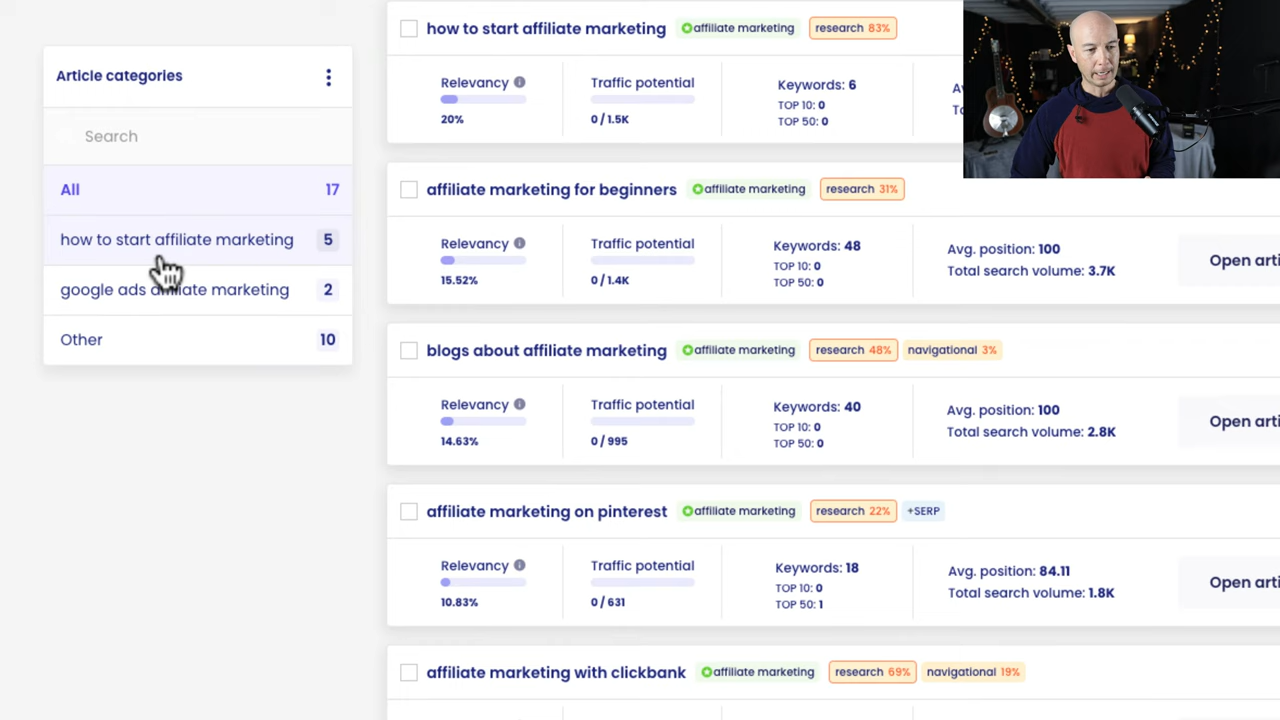 Article categories
Search
All 17
how to start affiliate marketing 5
google ads affiliate marketing 2
Other 10
how to start affiliate marketing affiliate marketing research 83%
Relevancy
20%
Traffic potential
0 / 1.5K
Keywords: 6
TOP 10: 0
TOP 50: 0
affiliate marketing for beginners affiliate marketing research 31%
Relevancy
15.52%
Traffic potential
0 / 1.4K
Keywords: 48
TOP 10: 0
TOP 50: 0
Avg. position: 100
Total search volume: 3.7K
Open arti
blogs about affiliate marketing affiliate marketing research 48% navigational 3%
Relevancy
14.63%
Traffic potential
0 / 995
Keywords: 40
TOP 10: 0
TOP 50: 0
Avg. position: 100
Total search volume: 2.8K
Open arti
affiliate marketing on pinterest affiliate marketing research 22% +SERP
Relevancy
10.83%
Traffic potential
0 / 631
Keywords: 18
TOP 10: 0
TOP 50: 1
Avg. position: 84.11
Total search volume: 1.8K
Open arti
affiliate marketing with clickbank affiliate marketing research 69% navigational 19%